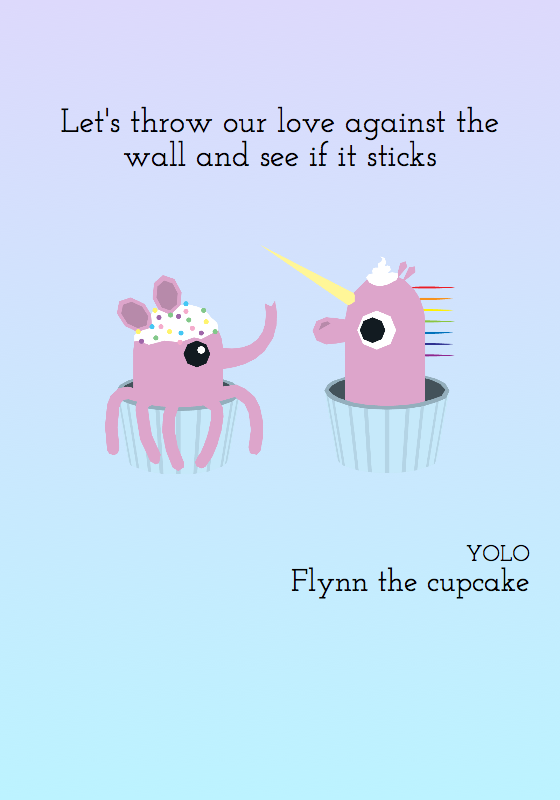 Let's throw our love against the
wall and see if it sticks
YOLO
Flynn the cupcake